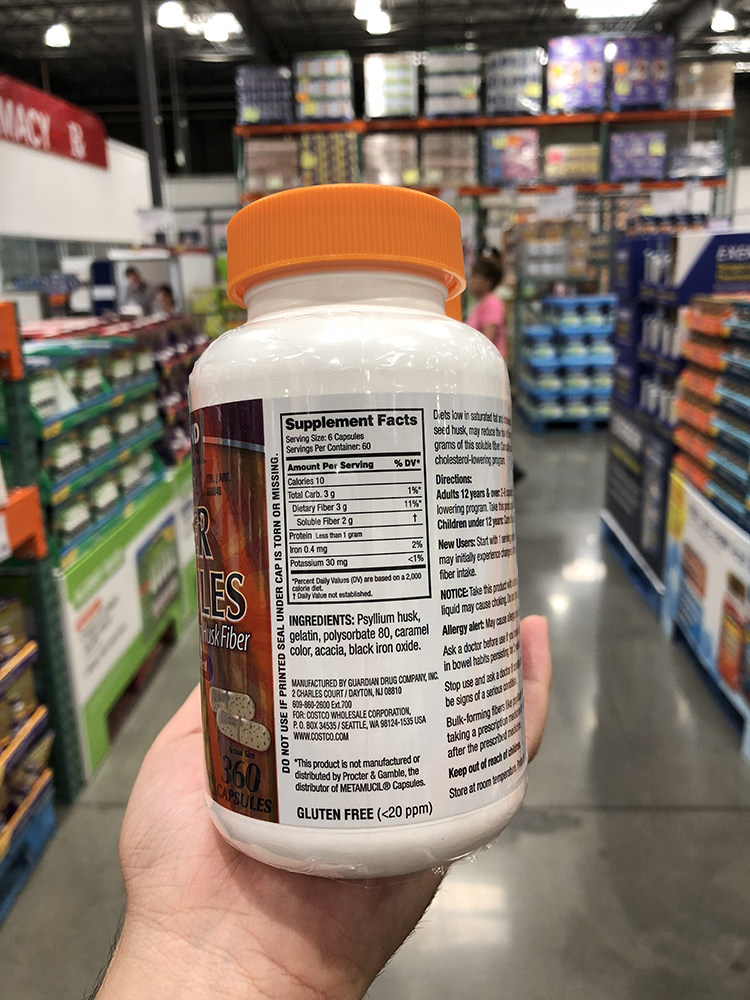 MACY
Supplement Facts
Serving Size: 6 Capsules
Servings Per Container: 60
Amount Per Serving % DV*
Calories 10
Total Carb. 3 g 1%*
Dietary Fiber 3 g 11%*
Soluble Fiber 2 g †
Protein Less than 1 gram
Iron 0.4 mg 2%
Potassium 30 mg <1%
*Percent Daily Values (DV) are based on a 2,000
calorie diet.
† Daily Value not established.
INGREDIENTS: Psyllium husk,
gelatin, polysorbate 80, caramel
color, acacia, black iron oxide.
MANUFACTURED BY GUARDIAN DRUG COMPANY, INC.
2 CHARLES COURT / DAYTON, NJ 08810
609-860-2600 Ext.700
FOR: COSTCO WHOLESALE CORPORATION,
P. O. BOX 34535 / SEATTLE, WA 98124-1535 USA
WWW.COSTCO.COM
*This product is not manufactured or
distributed by Procter & Gamble, the
distributor of METAMUCIL® Capsules.
GLUTEN FREE (<20 ppm)
DO NOT USE IF PRINTED SEAL UNDER CAP IS TORN OR MISSING.
R
LES
Husk Fiber
Actual Size
360
CAPSULES
Diets low in saturated fat and
seed husk, may reduce the
grams of this soluble fiber.
cholesterol-lowering program.
Directions:
Adults 12 years & over:
lowering program. Take this
Children under 12 years:
New Users: Start with 1
may initially experience
fiber intake.
NOTICE: Take this product
liquid may cause choking.
Allergy alert: May cause
Ask a doctor before use if you
in bowel habits persisting
Stop use and ask a doctor if
be signs of a serious
Bulk-forming fibers
taking a prescription
after the prescribed
Keep out of reach of
Store at room temperature.